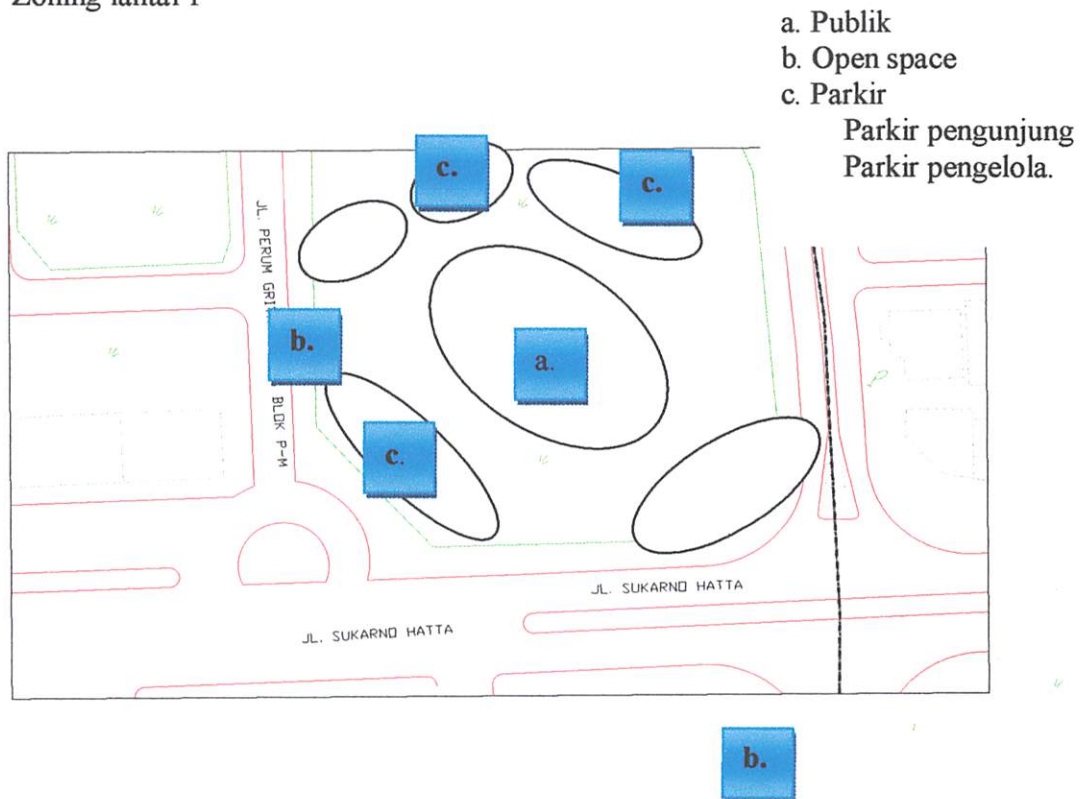 Zoning lantai 1
a. Publik
b. Open space
c. Parkir
Parkir pengunjung
Parkir pengelola.
c.
c.
JL. PERUM GRI
BLOK P-M
b.
a.
c.
JL. SUKARNO HATTA
JL. SUKARNO HATTA
b.